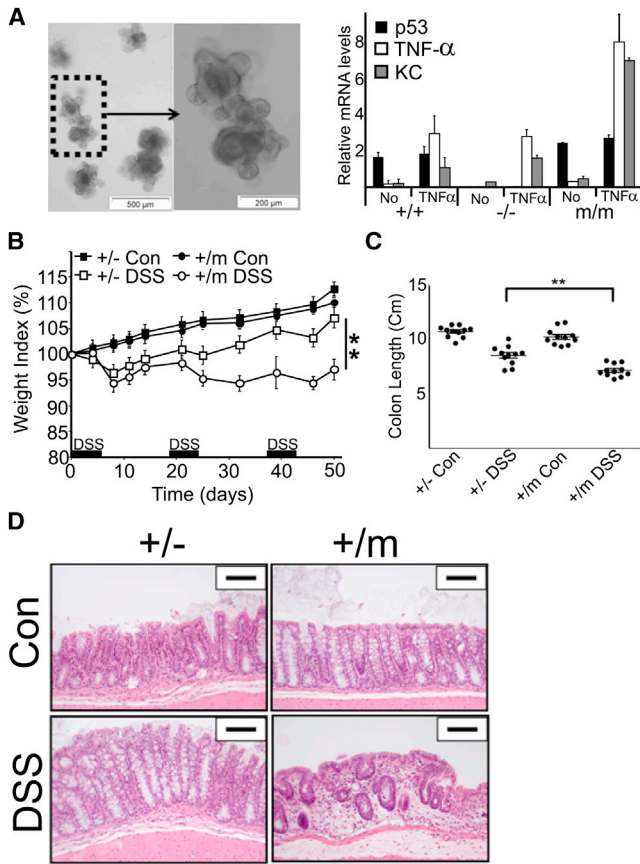 A
500 µm
200 µm
Relative mRNA levels
8
6
4
2
p53
TNF-α
KC
No TNFα No TNFα No TNFα
+/+ -/- m/m
B
+/- Con +/m Con
+/- DSS +/m DSS
Weight Index (%)
115
110
105
100
95
90
85
80
**
DSS DSS DSS
0 10 20 30 40 50
Time (days)
C
Colon Length (Cm)
15
10
5
**
+/- Con
+/- DSS
+/m Con
+/m DSS
D
+/- +/m
Con
DSS